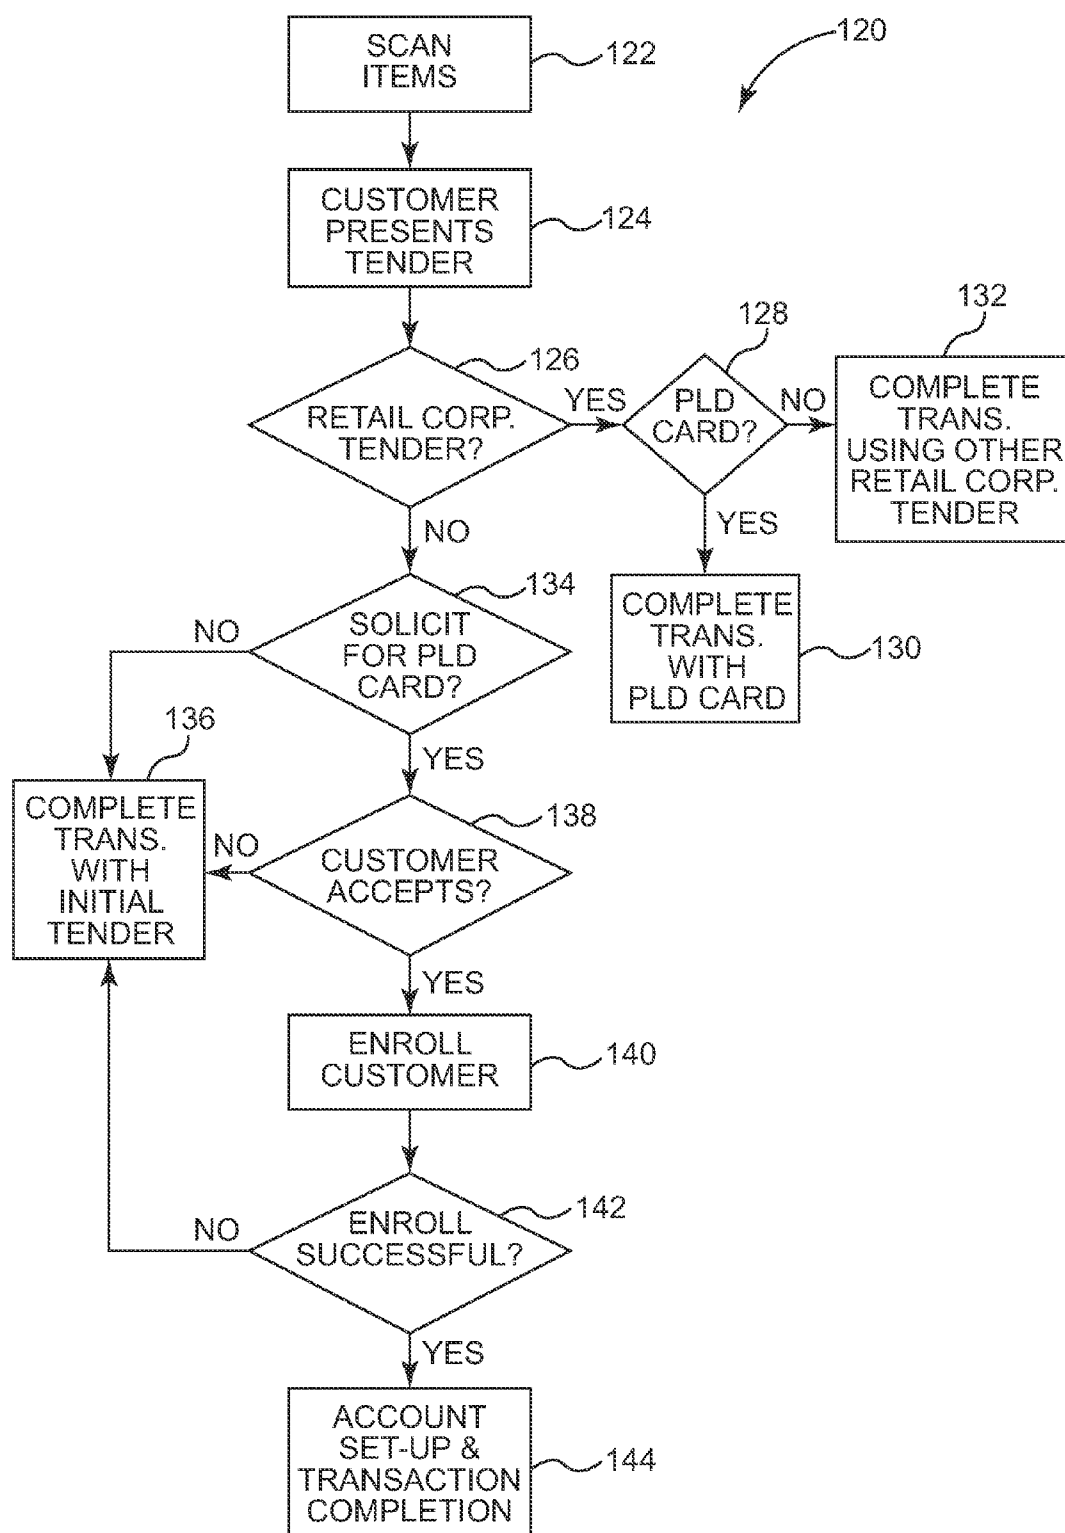 SCAN
ITEMS
122
120
CUSTOMER
PRESENTS
TENDER
124
126
RETAIL CORP.
TENDER?
YES
128
PLD
CARD?
NO
132
COMPLETE
TRANS.
USING OTHER
RETAIL CORP.
TENDER
YES
COMPLETE
TRANS.
WITH
PLD CARD
130
NO
134
SOLICIT
FOR PLD
CARD?
NO
136
COMPLETE
TRANS.
WITH
INITIAL
TENDER
YES
138
CUSTOMER
ACCEPTS?
NO
YES
ENROLL
CUSTOMER
140
142
ENROLL
SUCCESSFUL?
NO
YES
ACCOUNT
SET-UP &
TRANSACTION
COMPLETION
144